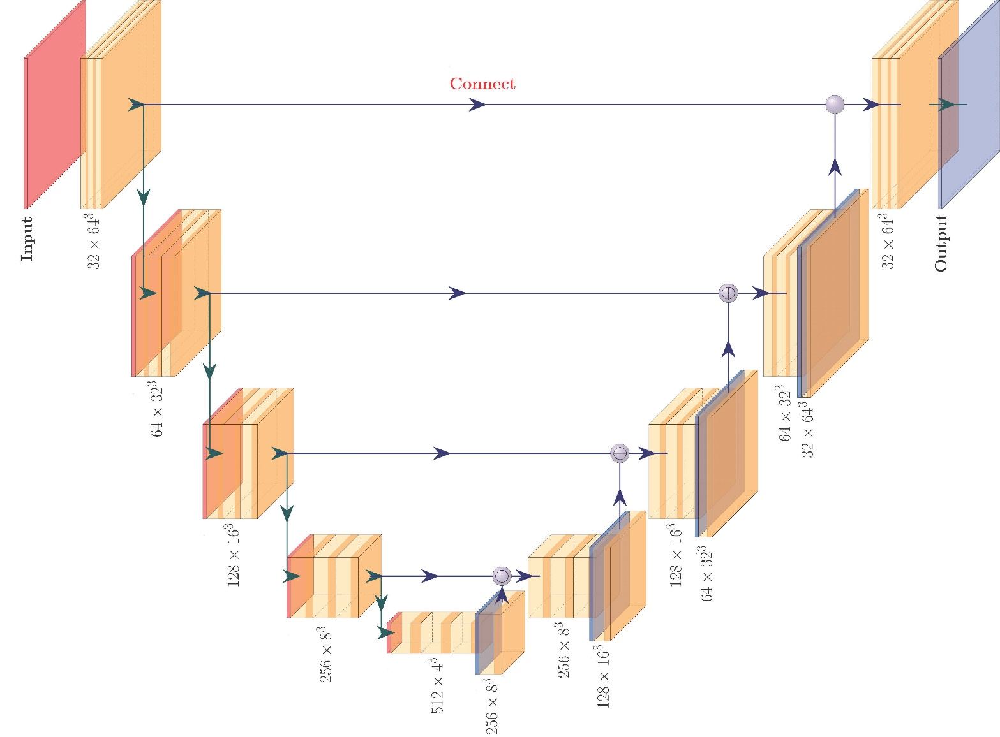 Connect
Input
32 × 64³
64 × 32³
128 × 16³
256 × 8³
512 × 4³
256 × 8³
256 × 8³
128 × 16³
128 × 16³
64 × 32³
64 × 32³
32 × 64³
32 × 64³
Output